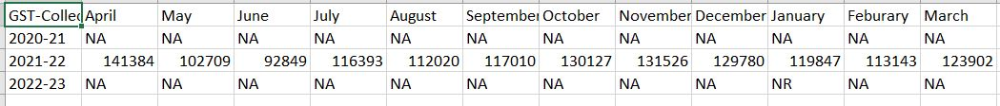 GST-Collec April May June July August September October November December January Feburary March
2020-21 NA NA NA NA NA NA NA NA NA NA NA NA
2021-22 141384 102709 92849 116393 112020 117010 130127 131526 129780 119847 113143 123902
2022-23 NA NA NA NA NA NA NA NA NA NR NA NA